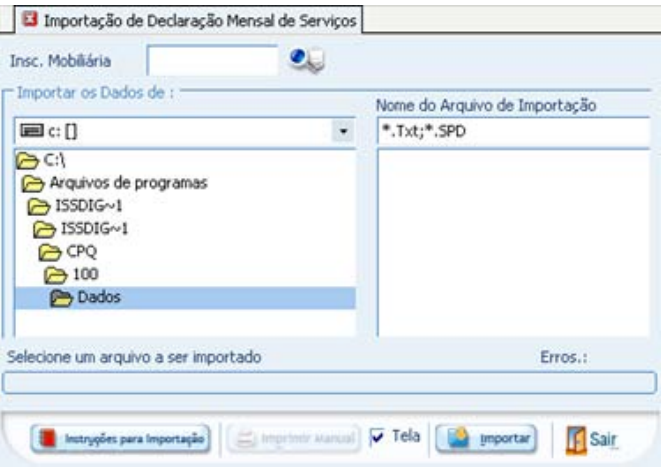 Importação de Declaração Mensal de Serviços
Insc. Mobiliária
Importar os Dados de :
Nome do Arquivo de Importação
c: []
*.Txt;*.SPD
C:\
Arquivos de programas
ISSDIG~1
ISSDIG~1
CPQ
100
Dados
Selecione um arquivo a ser importado
Erros.:
Instruções para Importação
Imprimir Manual
Tela
Importar
Sair